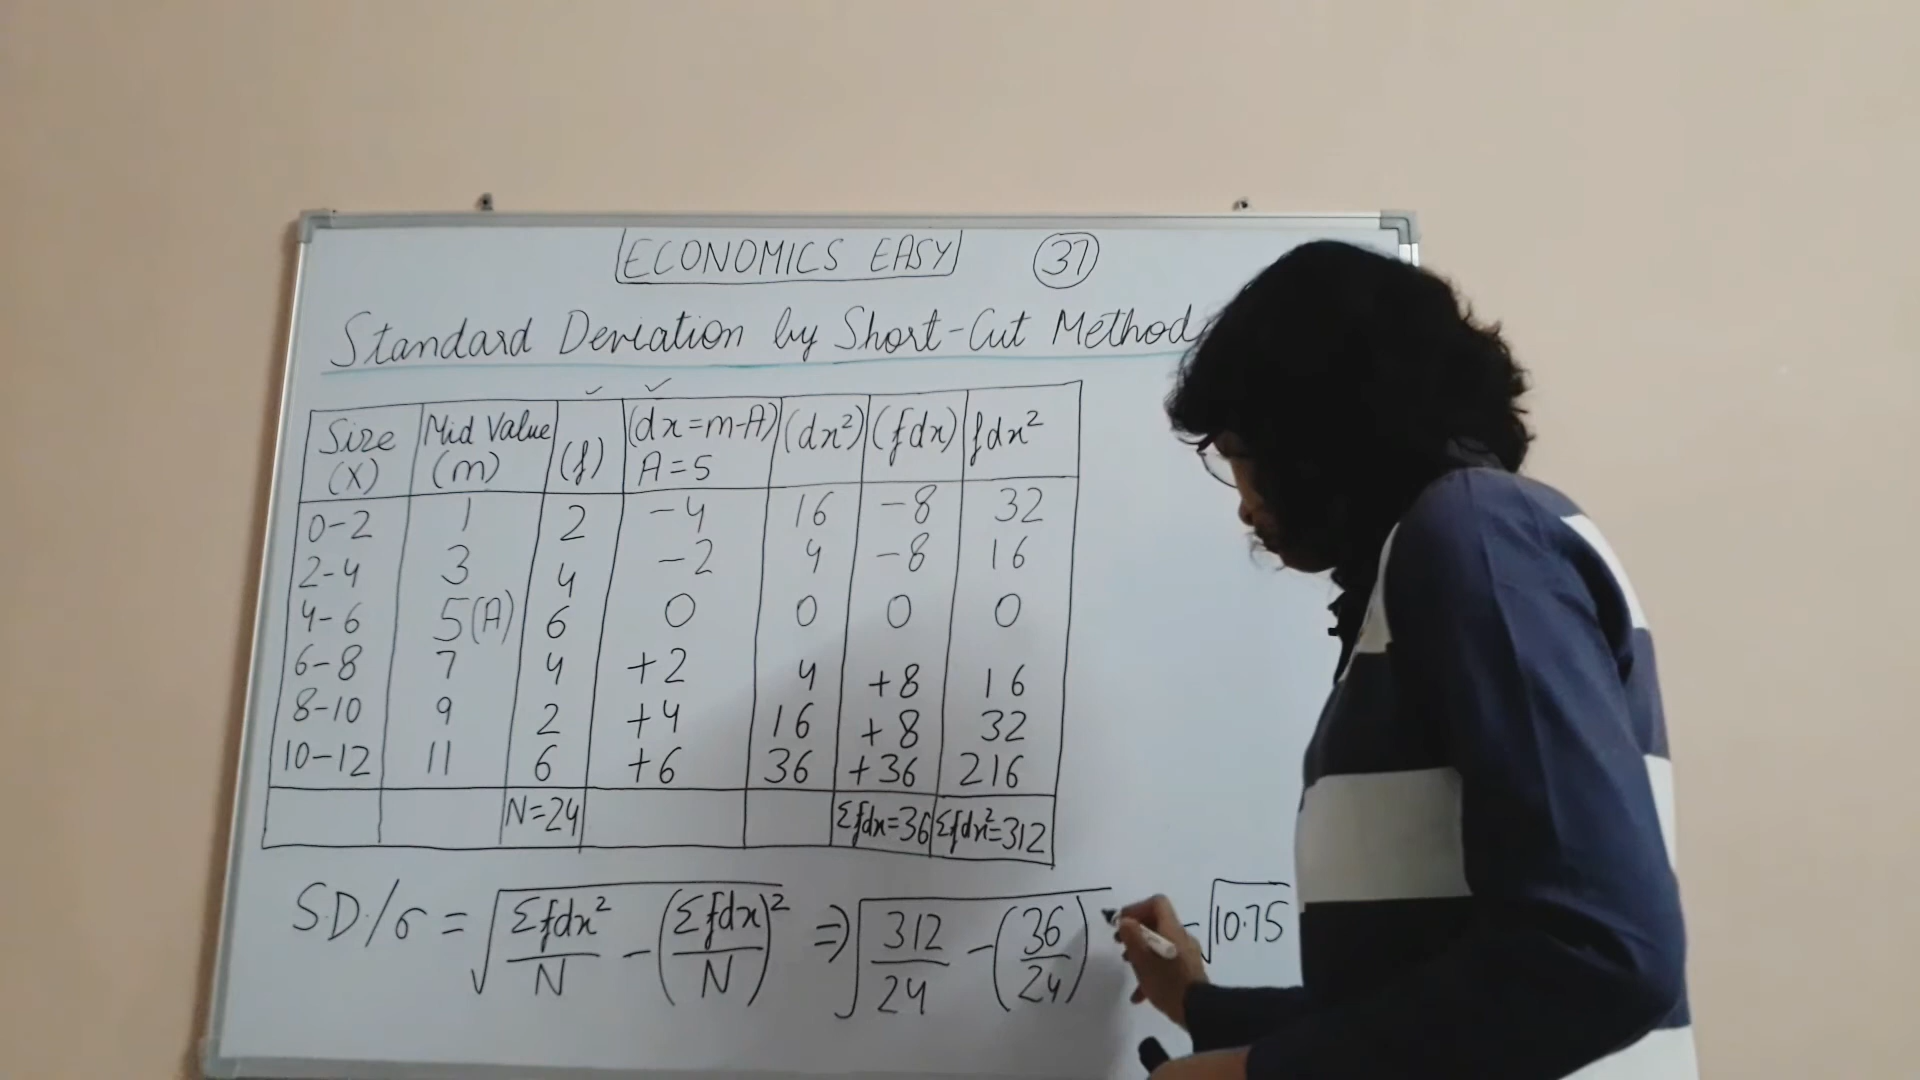 ECONOMICS EASY 37
Standard Deviation by Short-Cut Method
Size (X) Mid Value (m) (f) (dx=m-A) A=5 (dx²) (fdx) fdx²
0-2 1 2 -4 16 -8 32
2-4 3 4 -2 4 -8 16
4-6 5(A) 6 0 0 0 0
6-8 7 4 +2 4 +8 16
8-10 9 2 +4 16 +8 32
10-12 11 6 +6 36 +36 216
N=24 Σfdx=36 Σfdx²=312
S.D./σ = √Σfdx²/N - (Σfdx/N)² ⇒ √312/24 - (36/24) - √10.75